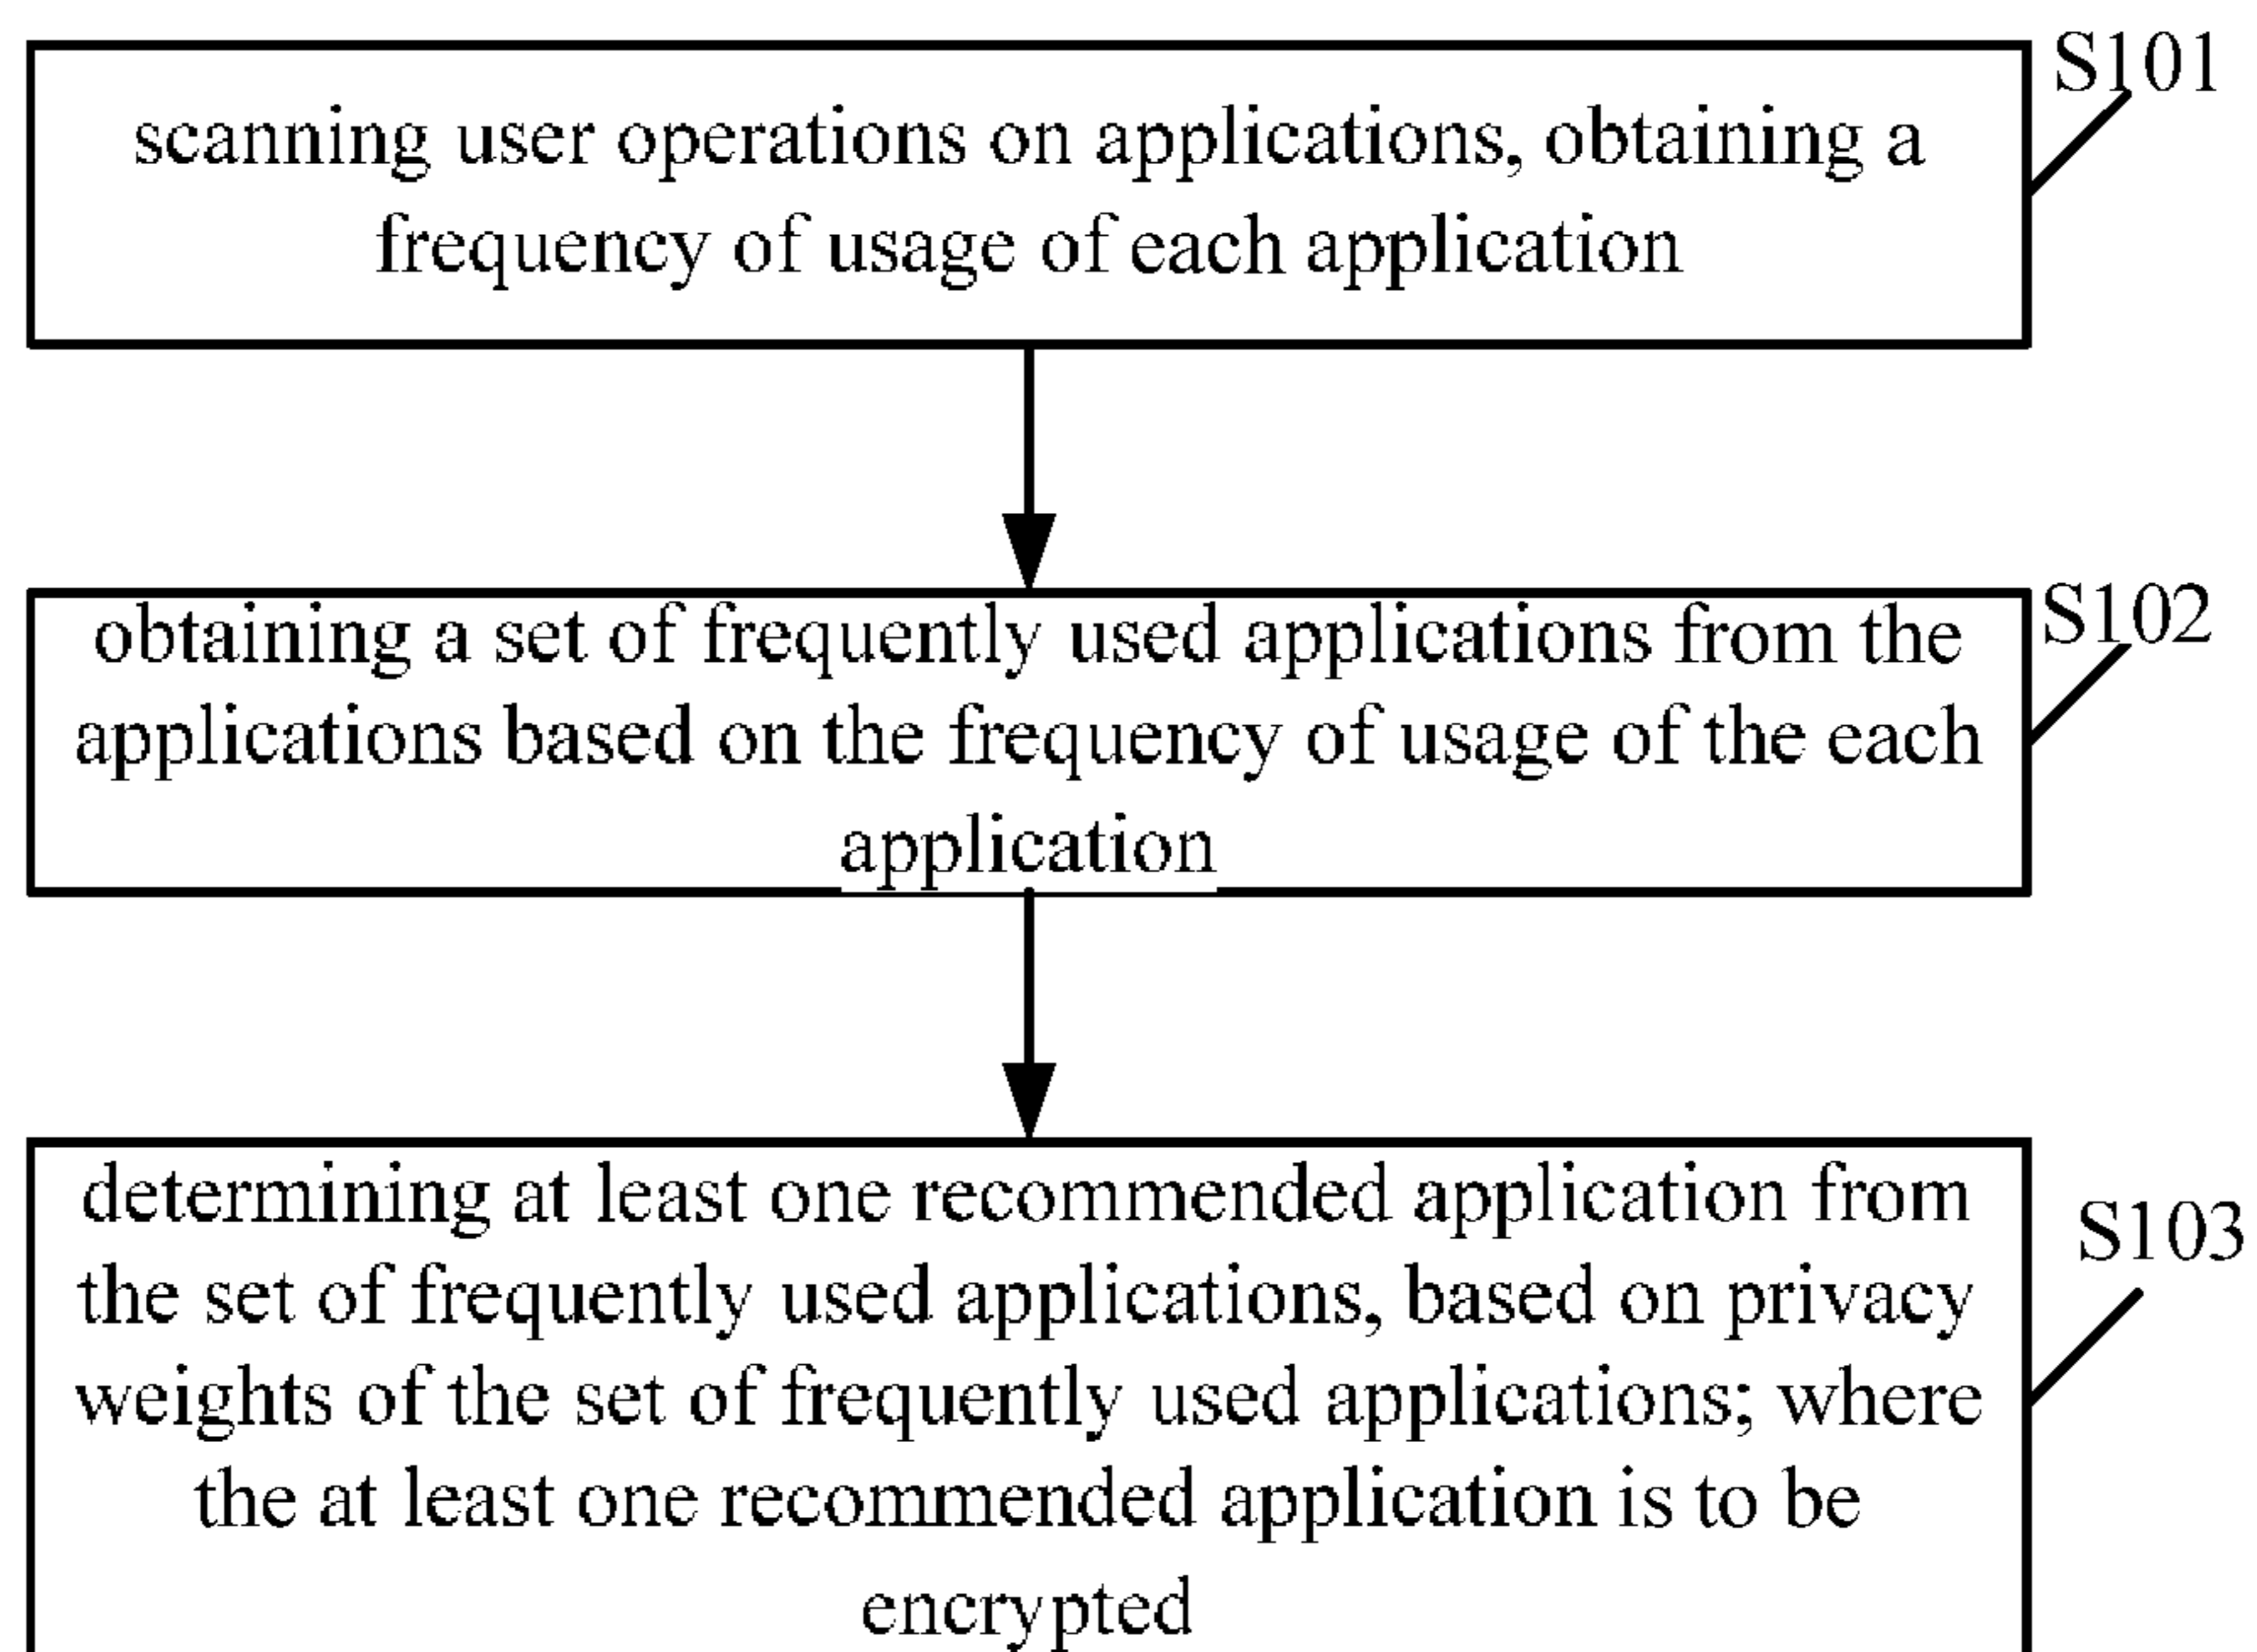 S101
scanning user operations on applications, obtaining a
frequency of usage of each application
S102
obtaining a set of frequently used applications from the
applications based on the frequency of usage of the each
application
S103
determining at least one recommended application from
the set of frequently used applications, based on privacy
weights of the set of frequently used applications; where
the at least one recommended application is to be
encrypted